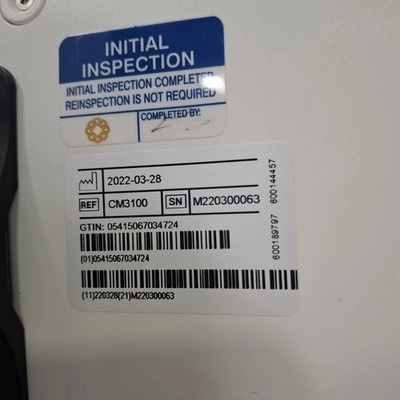 INITIAL
INSPECTION
INITIAL INSPECTION COMPLETED
REINSPECTION IS NOT REQUIRED
COMPLETED BY:
2022-03-28
REF CM3100 SN M220300063
GTIN: 05415067034724
(01)05415067034724
(11)220328(21)M220300063
600144457
600189797